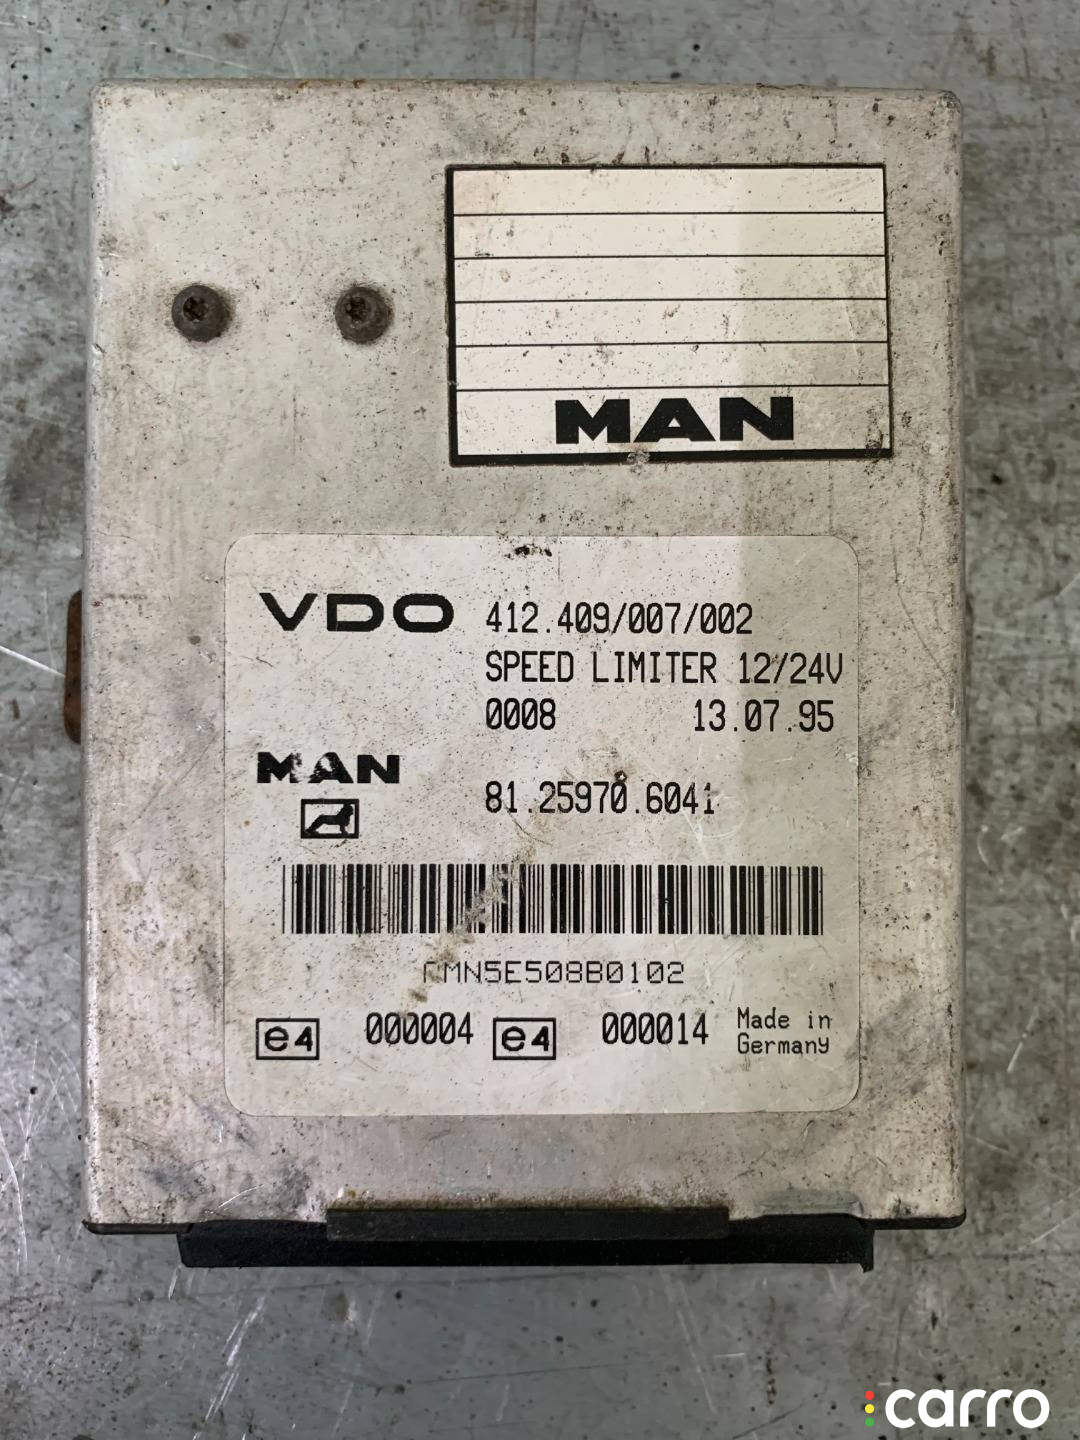 MAN
VDO 412.409/007/002
SPEED LIMITER 12/24V
0008 13.07.95
MAN 81.25970.6041
e4 000004 e4 000014 Made in
Germany
carro